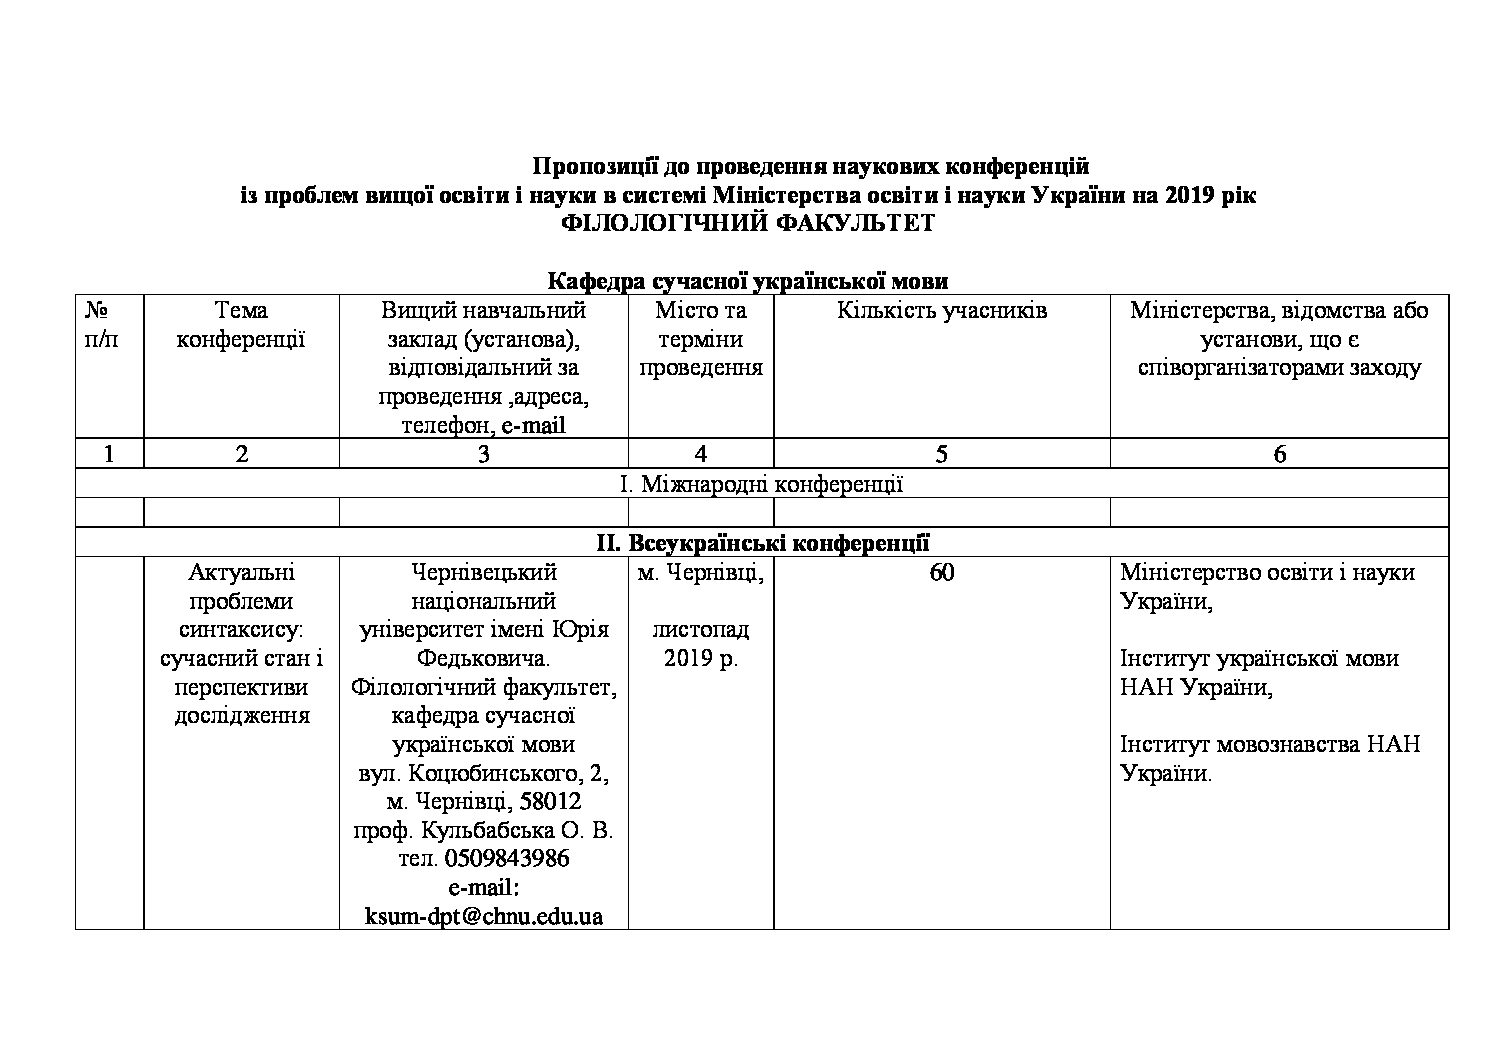 Пропозиції до проведення наукових конференцій
із проблем вищої освіти і науки в системі Міністерства освіти і науки України на 2019 рік
ФІЛОЛОГІЧНИЙ ФАКУЛЬТЕТ
Кафедра сучасної української мови
№
п/п
Тема
конференції
Вищий навчальний
заклад (установа),
відповідальний за
проведення ,адреса,
телефон, e-mail
Місто та
терміни
проведення
Кількість учасників
Міністерства, відомства або
установи, що є
співорганізаторами заходу
1
2
3
4
5
6
І. Міжнародні конференції
ІІ. Всеукраїнські конференції
Актуальні
проблеми
синтаксису:
сучасний стан і
перспективи
дослідження
Чернівецький
національний
університет імені Юрія
Федьковича.
Філологічний факультет,
кафедра сучасної
української мови
вул. Коцюбинського, 2,
м. Чернівці, 58012
проф. Кульбабська О. В.
тел. 0509843986
e-mail:
ksum-dpt@chnu.edu.ua
м. Чернівці,
листопад
2019 р.
60
Міністерство освіти і науки
України,
Інститут української мови
НАН України,
Інститут мовознавства НАН
України.